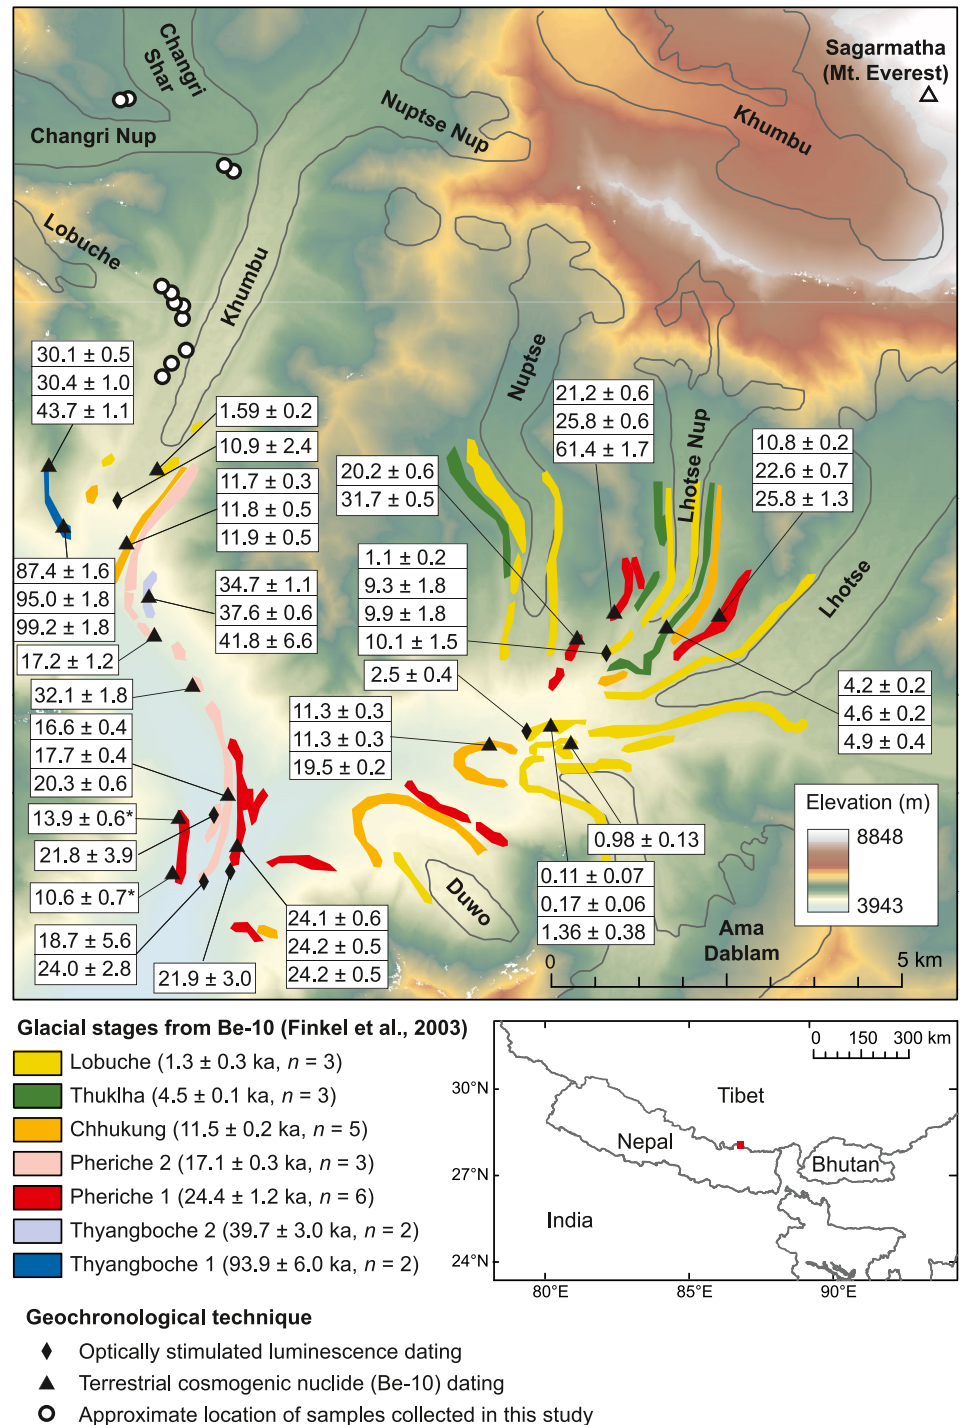 Changri
Shar
Sagarmatha
(Mt. Everest)
Changri Nup
Nuptse Nup
Khumbu
Lobuche
Khumbu
Nuptse
Lhotse Nup
Lhotse
30.1 ± 0.5
30.4 ± 1.0
43.7 ± 1.1
1.59 ± 0.2
10.9 ± 2.4
11.7 ± 0.3
11.8 ± 0.5
11.9 ± 0.5
21.2 ± 0.6
25.8 ± 0.6
61.4 ± 1.7
20.2 ± 0.6
31.7 ± 0.5
10.8 ± 0.2
22.6 ± 0.7
25.8 ± 1.3
87.4 ± 1.6
95.0 ± 1.8
99.2 ± 1.8
34.7 ± 1.1
37.6 ± 0.6
41.8 ± 6.6
1.1 ± 0.2
9.3 ± 1.8
9.9 ± 1.8
10.1 ± 1.5
17.2 ± 1.2
32.1 ± 1.8
2.5 ± 0.4
4.2 ± 0.2
4.6 ± 0.2
4.9 ± 0.4
16.6 ± 0.4
17.7 ± 0.4
20.3 ± 0.6
11.3 ± 0.3
11.3 ± 0.3
19.5 ± 0.2
13.9 ± 0.6*
21.8 ± 3.9
10.6 ± 0.7*
18.7 ± 5.6
24.0 ± 2.8
21.9 ± 3.0
24.1 ± 0.6
24.2 ± 0.5
24.2 ± 0.5
0.98 ± 0.13
0.11 ± 0.07
0.17 ± 0.06
1.36 ± 0.38
Duwo
Ama
Dablam
Elevation (m)
8848
3943
0 5 km
Glacial stages from Be-10 (Finkel et al., 2003)
Lobuche (1.3 ± 0.3 ka, n = 3)
Thuklha (4.5 ± 0.1 ka, n = 3)
Chhukung (11.5 ± 0.2 ka, n = 5)
Pheriche 2 (17.1 ± 0.3 ka, n = 3)
Pheriche 1 (24.4 ± 1.2 ka, n = 6)
Thyangboche 2 (39.7 ± 3.0 ka, n = 2)
Thyangboche 1 (93.9 ± 6.0 ka, n = 2)
0 150 300 km
30°N
27°N
24°N
80°E 85°E 90°E
Tibet
Nepal
Bhutan
India
Geochronological technique
Optically stimulated luminescence dating
Terrestrial cosmogenic nuclide (Be-10) dating
Approximate location of samples collected in this study